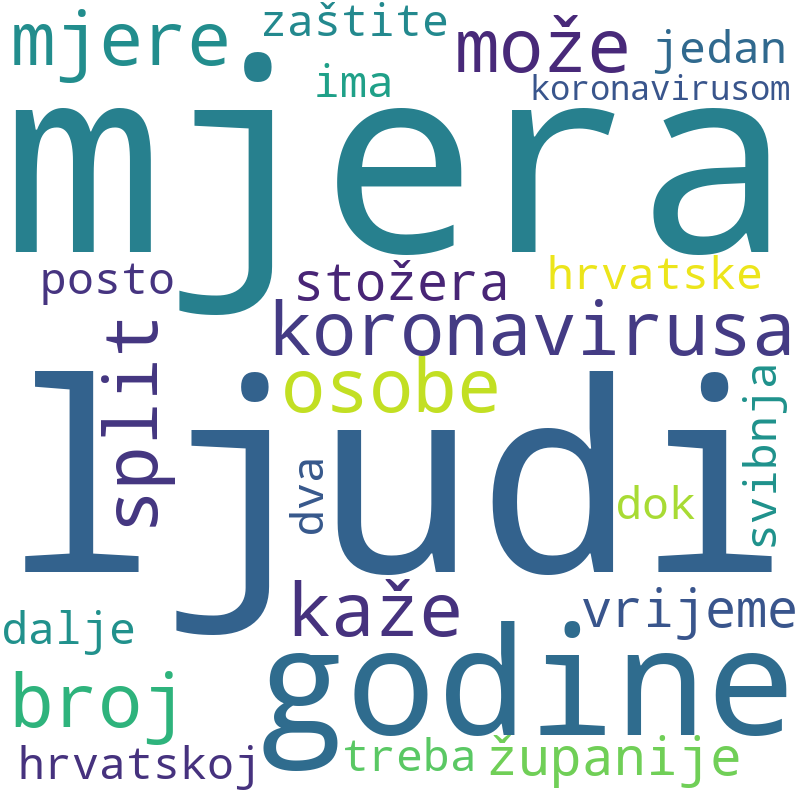 mjere
zaštite
može
jedan
ima
koronavirusom
mjera
posto
stožera
hrvatske
koronavirusa
split
osobe
ljudi
dva
dok
svibnja
kaže
vrijeme
dalje
godine
broj
hrvatskoj
treba
županije